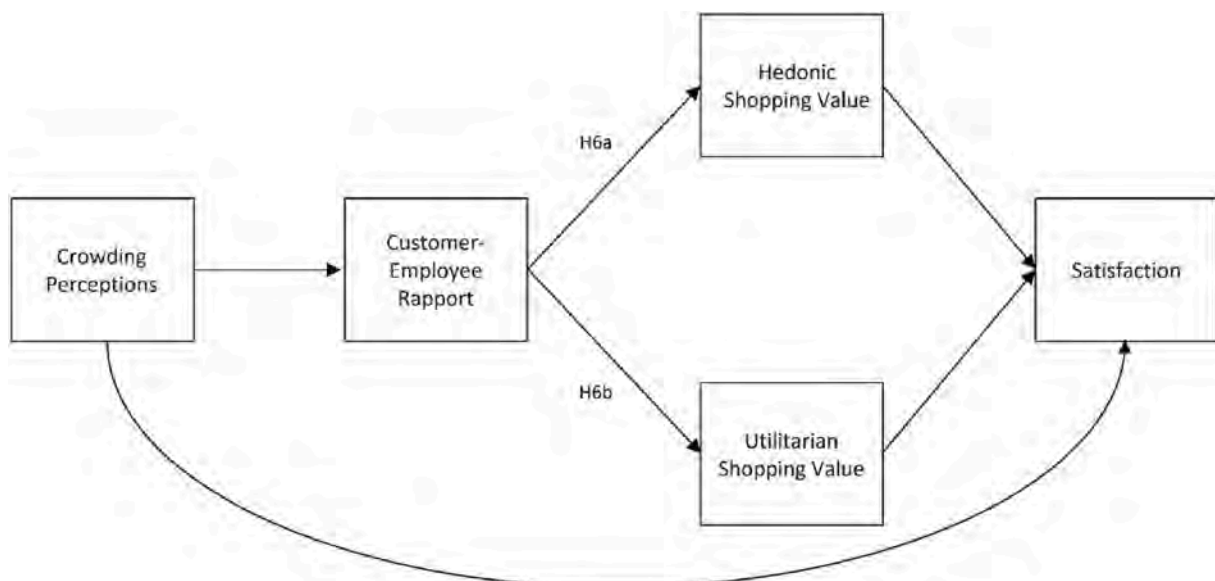 Hedonic
Shopping Value
H6a
Crowding
Perceptions
Customer-
Employee
Rapport
Satisfaction
H6b
Utilitarian
Shopping Value